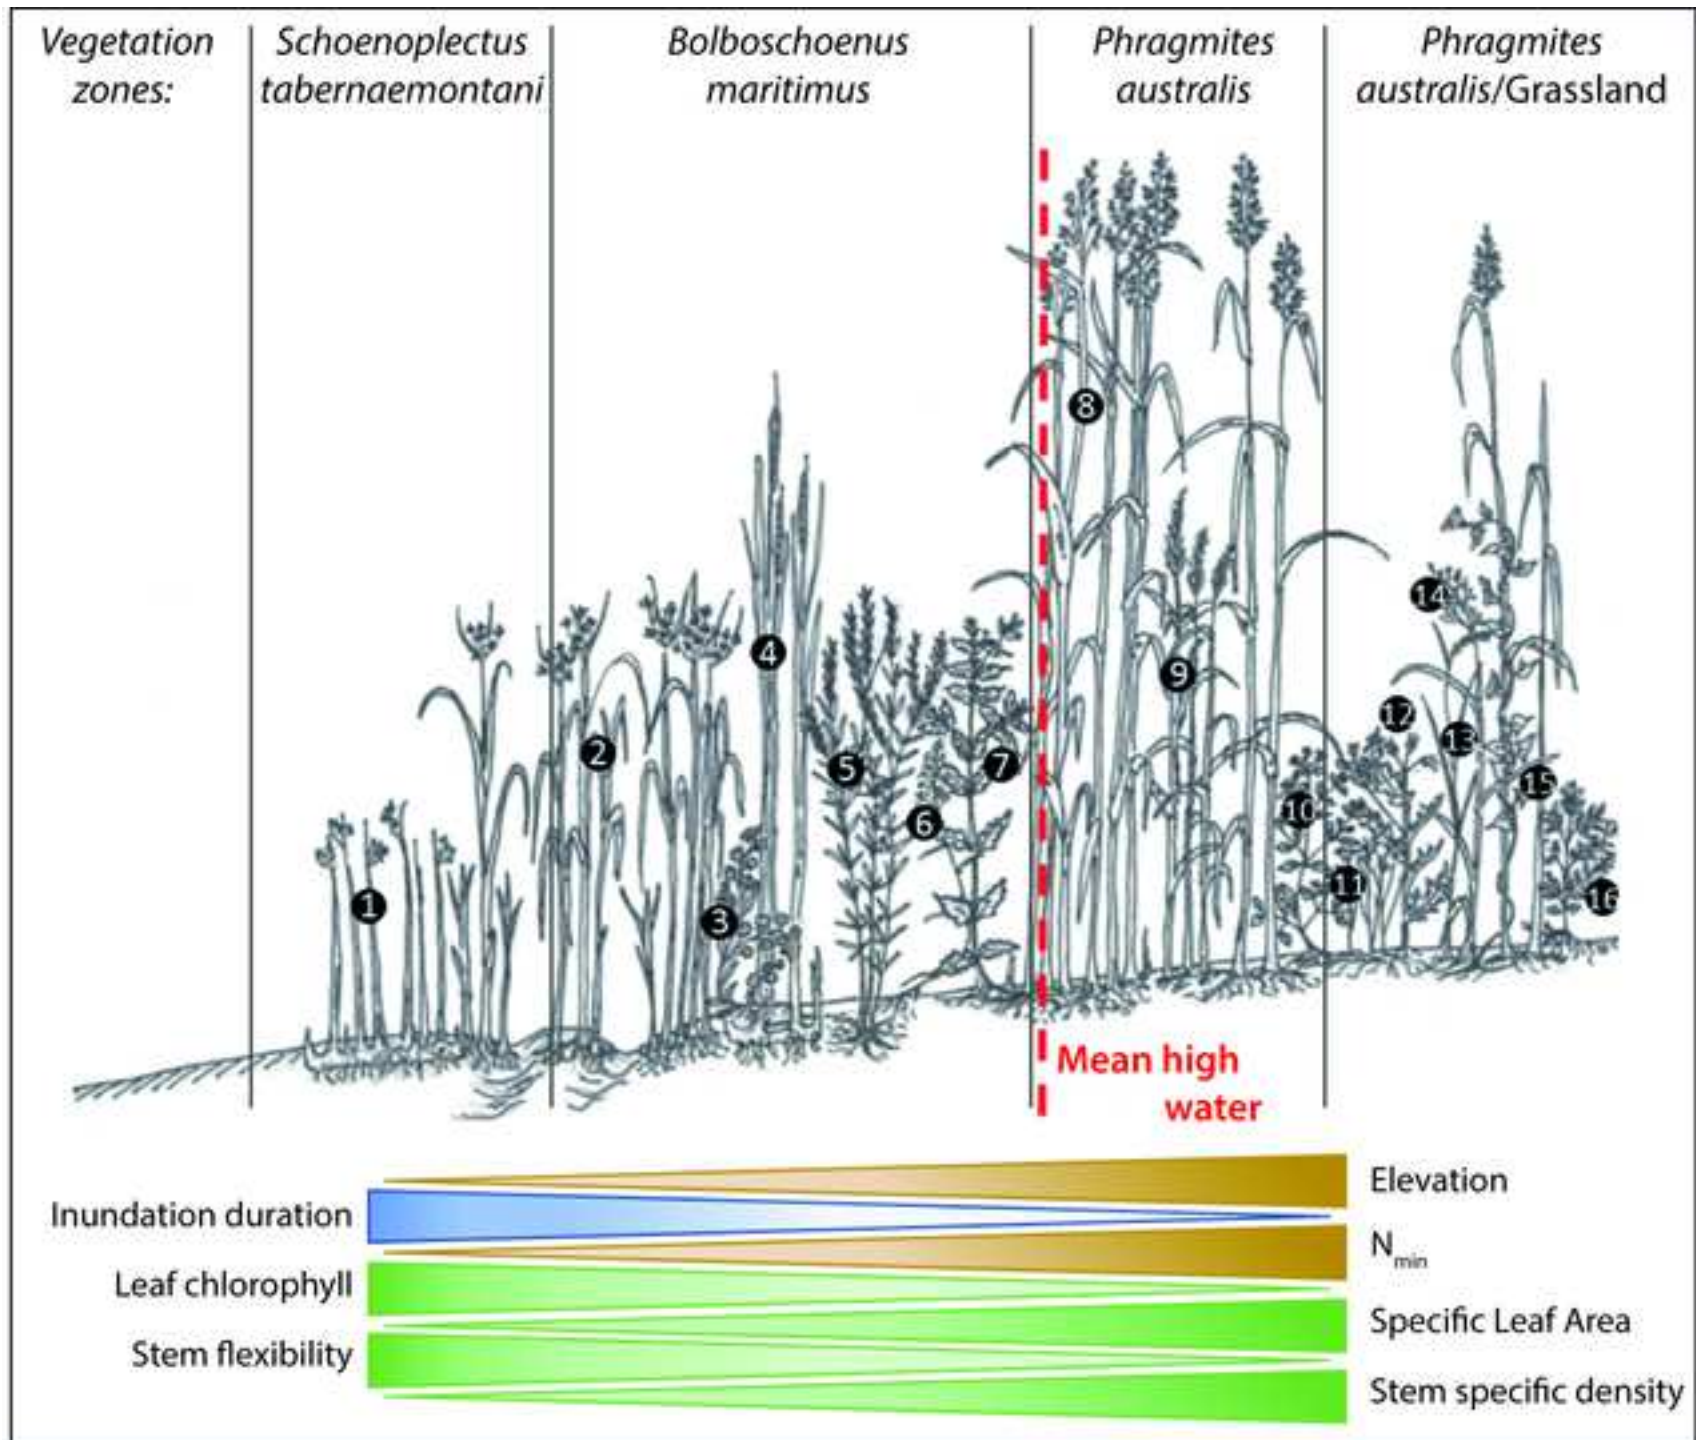 Vegetation
zones:
Schoenoplectus
tabernaemontani
Bolboschoenus
maritimus
Phragmites
australis
Phragmites
australis/Grassland
8
14
4
9
12
13
2
5
7
15
10
6
11
16
1
3
Mean high
water
Elevation
Inundation duration
Nmin
Leaf chlorophyll
Specific Leaf Area
Stem flexibility
Stem specific density